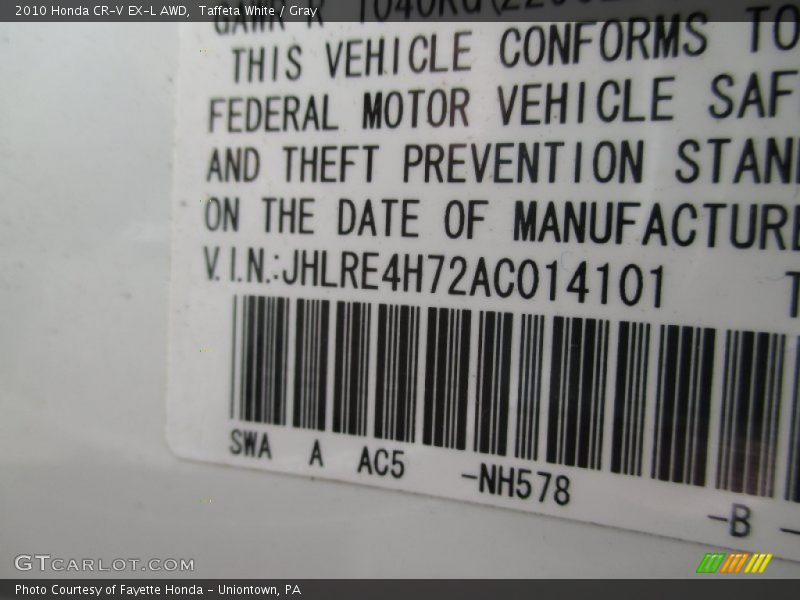 2010 Honda CR-V EX-L AWD, Taffeta White / Gray
GAWR R 1040KG(
THIS VEHICLE CONFORMS TO
FEDERAL MOTOR VEHICLE SAF
AND THEFT PREVENTION STAN
ON THE DATE OF MANUFACTURE
V.I.N.:JHLRE4H72AC014101 T
SWA A AC5 -NH578 -B -
GTCARLOT.COM
Photo Courtesy of Fayette Honda - Uniontown, PA